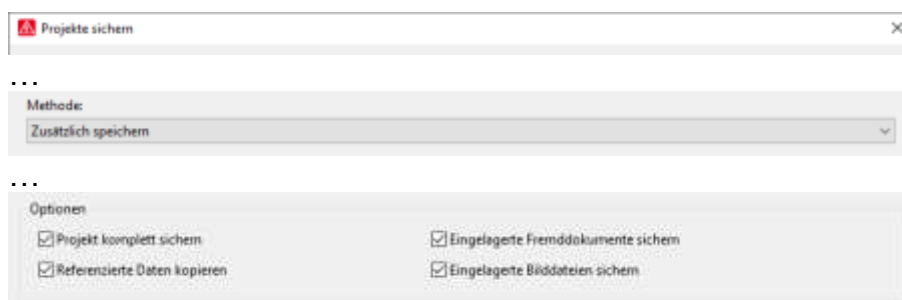 Projekte sichern
...
Methode:
Zusätzlich speichern
...
Optionen
Projekt komplett sichern
Eingelagerte Fremddokumente sichern
Referenzierte Daten kopieren
Eingelagerte Bilddateien sichern